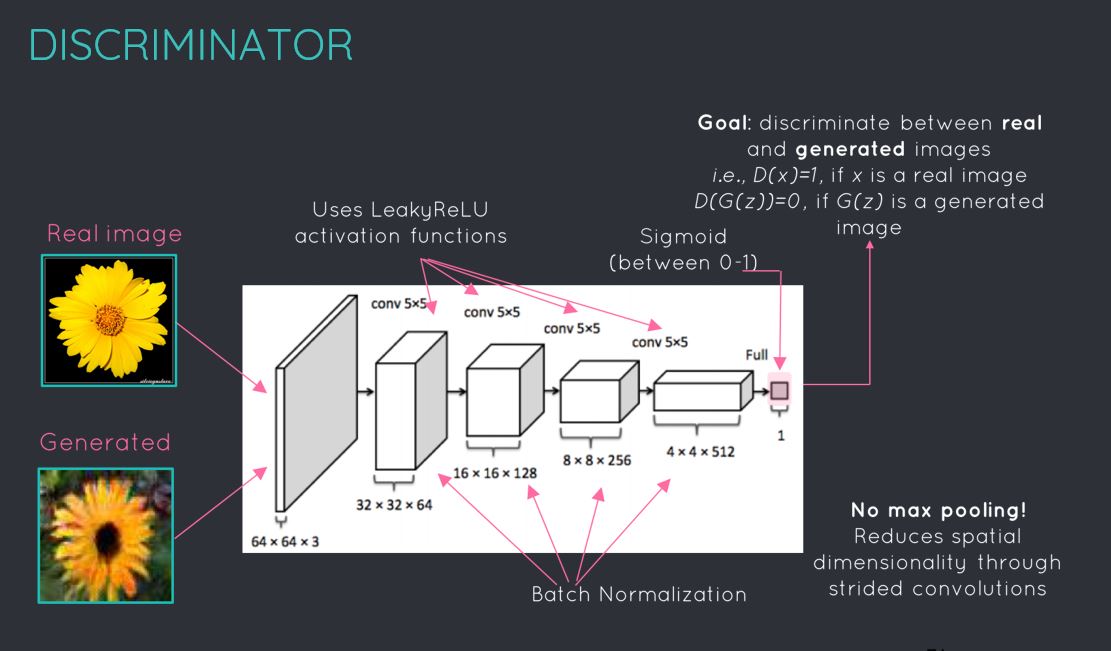 DISCRIMINATOR
Goal: discriminate between real
and generated images
i.e., D(x)=1, if x is a real image
D(G(z))=0, if G(z) is a generated
image
Uses LeakyReLU
activation functions
Sigmoid
(between 0-1)
Real image
conv 5×5
conv 5×5
conv 5×5
conv 5×5
Full
1
Generated
4 × 4 × 512
8 × 8 × 256
16 × 16 × 128
32 × 32 × 64
64 × 64 × 3
No max pooling!
Reduces spatial
dimensionality through
strided convolutions
Batch Normalization